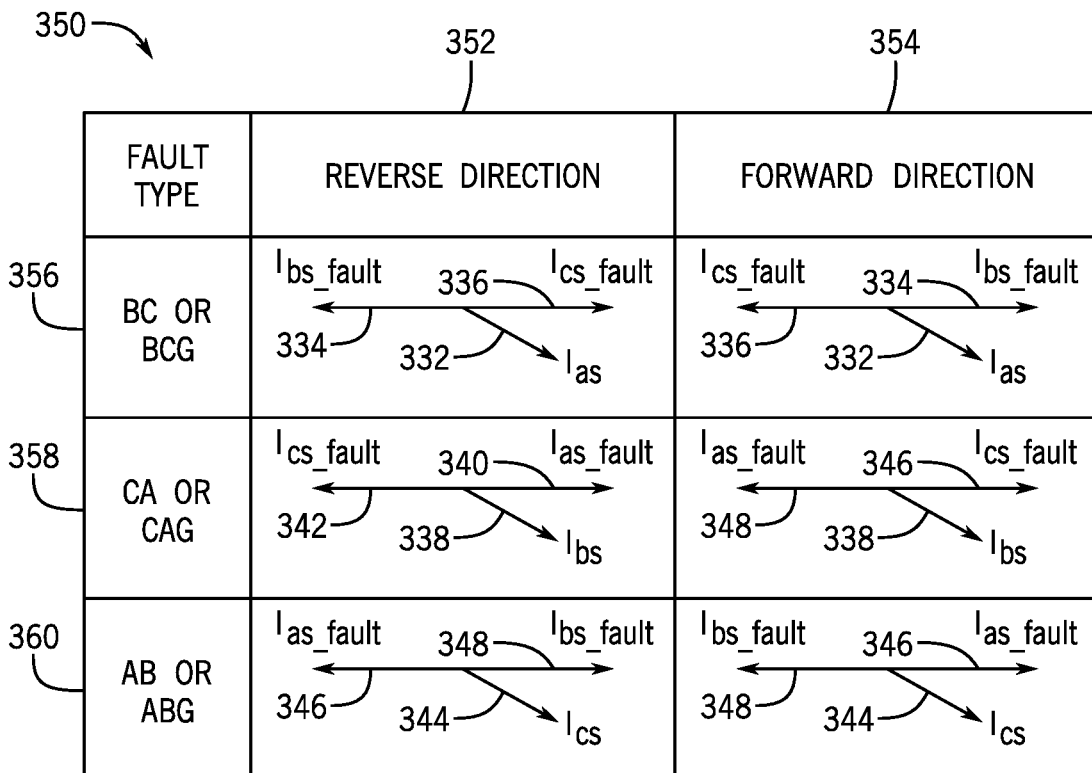 350
352
354
FAULT TYPE
REVERSE DIRECTION
FORWARD DIRECTION
356
BC OR BCG
I_bs_fault
336
I_cs_fault
334
332
I_as
I_cs_fault
334
I_bs_fault
336
332
I_as
358
CA OR CAG
I_cs_fault
340
I_as_fault
342
338
I_bs
I_as_fault
346
I_cs_fault
348
338
I_bs
360
AB OR ABG
I_as_fault
348
I_bs_fault
346
344
I_cs
I_bs_fault
346
I_as_fault
348
344
I_cs